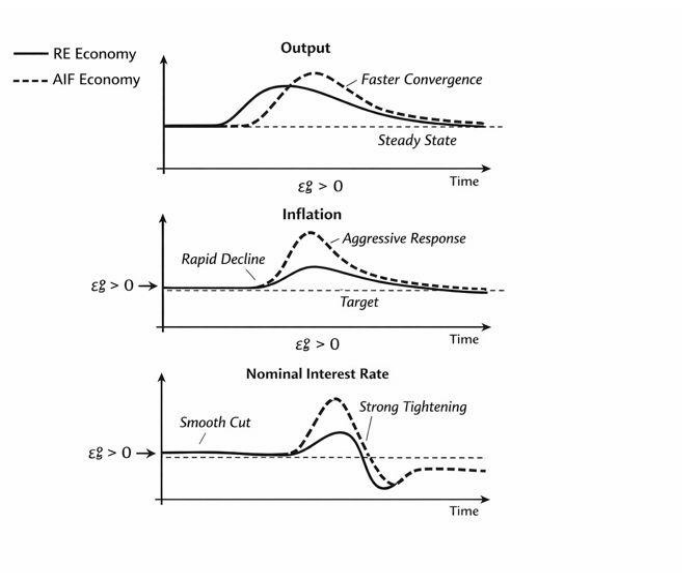 RE Economy
AIF Economy
Output
Faster Convergence
Steady State
Time
εg > 0
Inflation
Aggressive Response
Rapid Decline
εg > 0
Target
Time
εg > 0
Nominal Interest Rate
Strong Tightening
Smooth Cut
εg > 0
Time